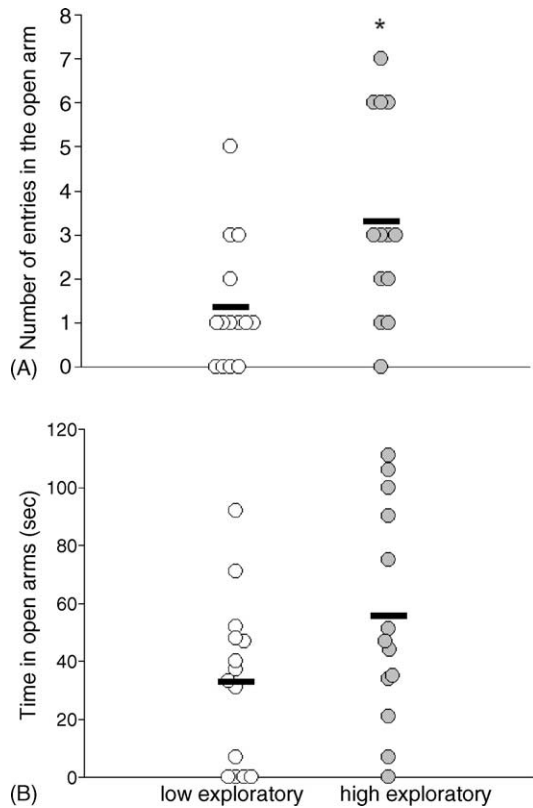 8
*
7
6
5
4
3
2
1
0
Number of entries in the open arm
(A)
120
100
80
60
40
20
0
Time in open arms (sec)
(B)
low exploratory
high exploratory